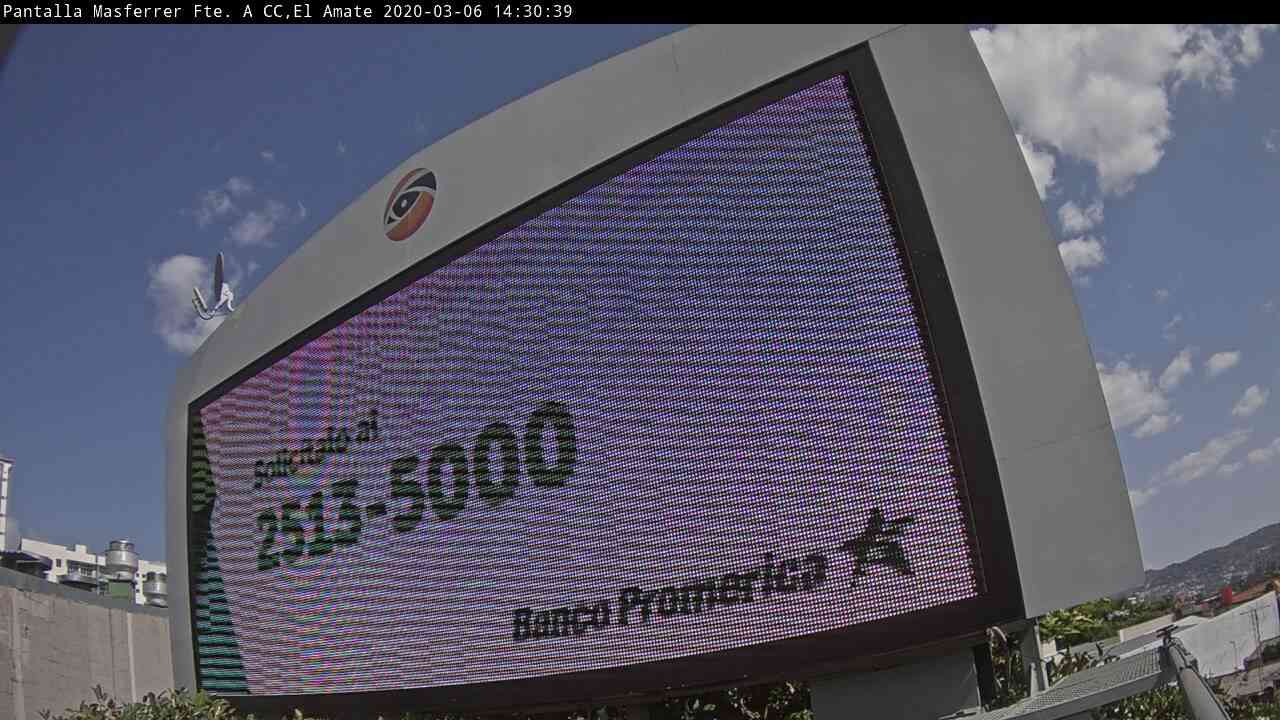 Pantalla Masferrer Fte. A CC,El Amate 2020-03-06 14:30:39
Solicítalo al
2513-5000
Banco Promerica